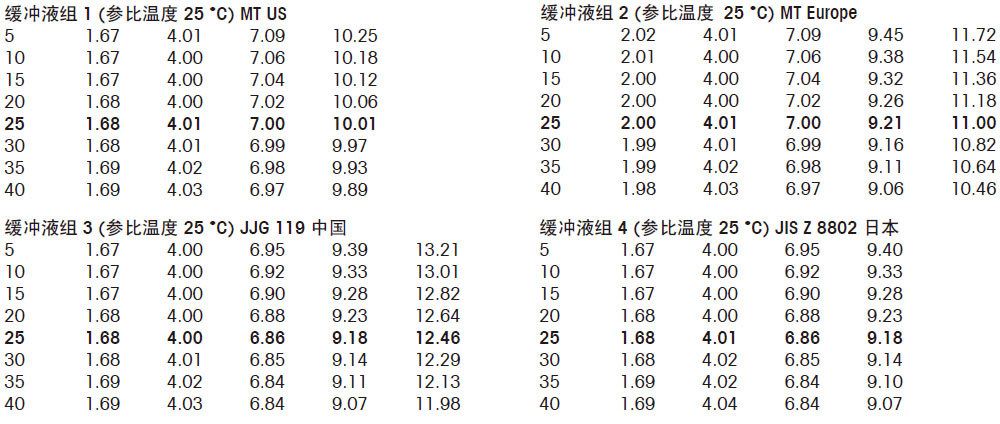 缓冲液组 1 (参比温度 25 °C) MT US
5 1.67 4.01 7.09 10.25
10 1.67 4.00 7.06 10.18
15 1.67 4.00 7.04 10.12
20 1.68 4.00 7.02 10.06
25 1.68 4.01 7.00 10.01
30 1.68 4.01 6.99 9.97
35 1.69 4.02 6.98 9.93
40 1.69 4.03 6.97 9.89
缓冲液组 2 (参比温度 25 °C) MT Europe
5 2.02 4.01 7.09 9.45 11.72
10 2.01 4.00 7.06 9.38 11.54
15 2.00 4.00 7.04 9.32 11.36
20 2.00 4.00 7.02 9.26 11.18
25 2.00 4.01 7.00 9.21 11.00
30 1.99 4.01 6.99 9.16 10.82
35 1.99 4.02 6.98 9.11 10.64
40 1.98 4.03 6.97 9.06 10.46
缓冲液组 3 (参比温度 25 °C) JJG 119 中国
5 1.67 4.00 6.95 9.39 13.21
10 1.67 4.00 6.92 9.33 13.01
15 1.67 4.00 6.90 9.28 12.82
20 1.68 4.00 6.88 9.23 12.64
25 1.68 4.00 6.86 9.18 12.46
30 1.68 4.01 6.85 9.14 12.29
35 1.69 4.02 6.84 9.11 12.13
40 1.69 4.03 6.84 9.07 11.98
缓冲液组 4 (参比温度 25 °C) JIS Z 8802 日本
5 1.67 4.00 6.95 9.40
10 1.67 4.00 6.92 9.33
15 1.67 4.00 6.90 9.28
20 1.68 4.00 6.88 9.23
25 1.68 4.01 6.86 9.18
30 1.68 4.02 6.85 9.14
35 1.69 4.02 6.84 9.10
40 1.69 4.04 6.84 9.07